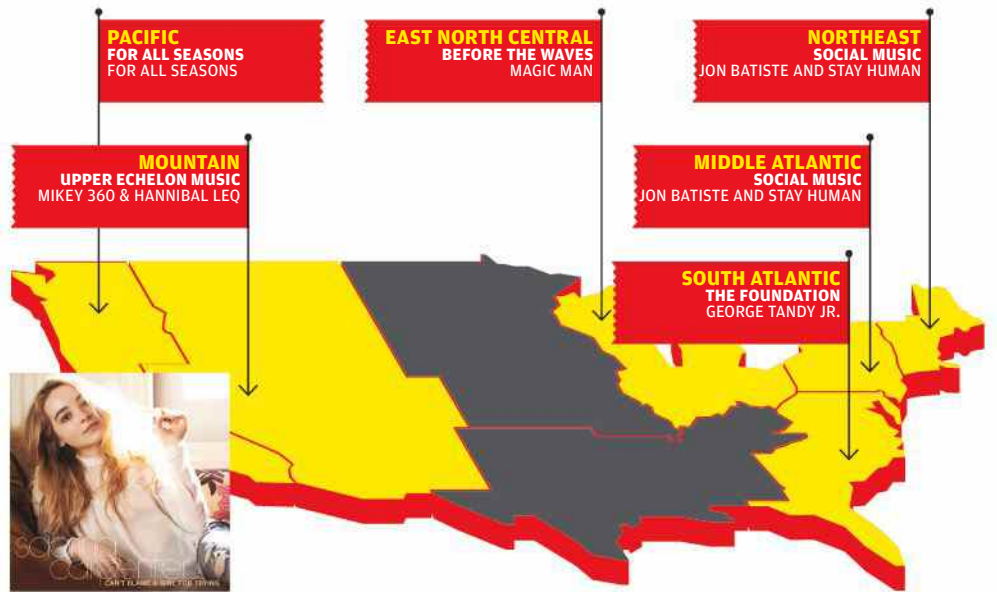 PACIFIC
FOR ALL SEASONS
FOR ALL SEASONS
EAST NORTH CENTRAL
BEFORE THE WAVES
MAGIC MAN
NORTHEAST
SOCIAL MUSIC
JON BATISTE AND STAY HUMAN
MOUNTAIN
UPPER ECHELON MUSIC
MIKEY 360 & HANNIBAL LEQ
MIDDLE ATLANTIC
SOCIAL MUSIC
JON BATISTE AND STAY HUMAN
SOUTH ATLANTIC
THE FOUNDATION
GEORGE TANDY JR.
sabrina
carpenter
CAN'T BLAME A GIRL FOR TRYING